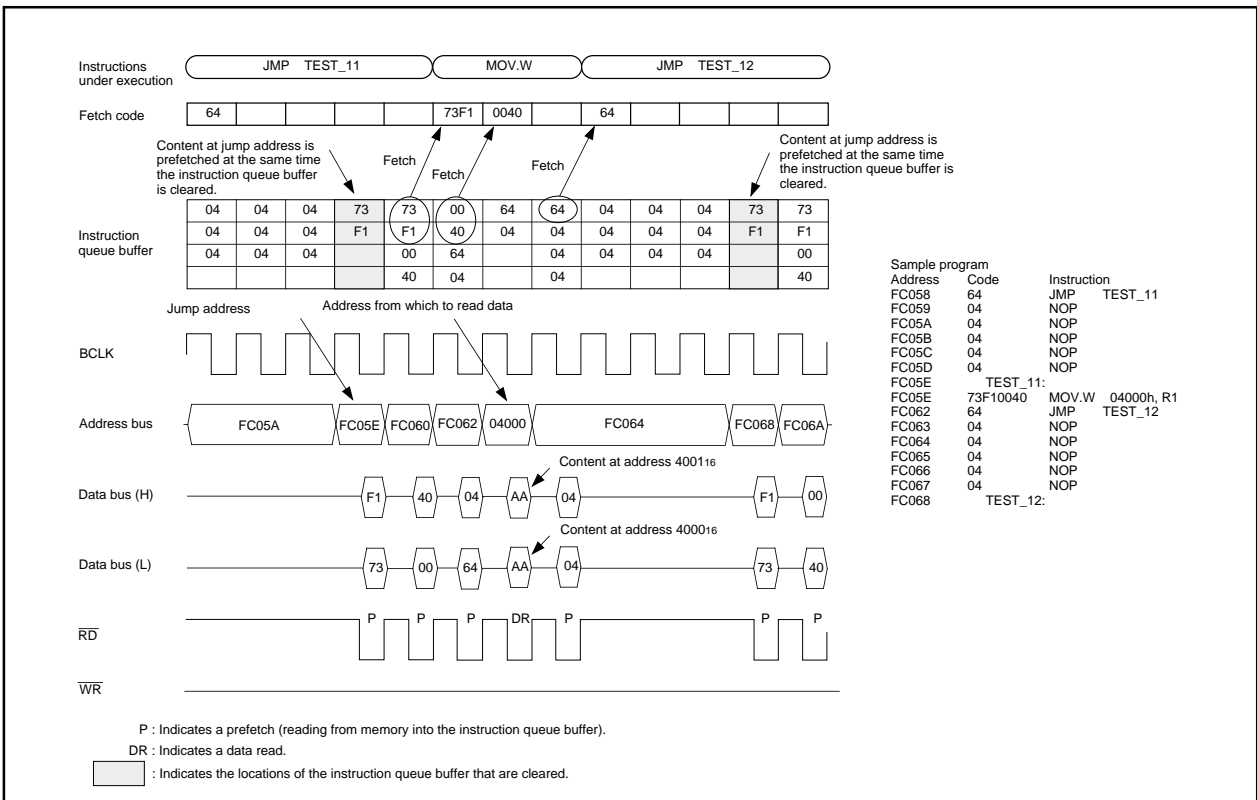 Instructions
under execution
JMP TEST_11 MOV.W JMP TEST_12
Fetch code
64 73F1 0040 64
Content at jump address is
prefetched at the same time
the instruction queue buffer
is cleared.
Fetch
Fetch
Fetch
Content at jump address is
prefetched at the same time
the instruction queue buffer is
cleared.
Instruction
queue buffer
04 04 04 73 73 00 64 64 04 04 04 73 73
04 04 04 F1 F1 40 04 04 04 04 04 F1 F1
04 04 04 00 64 04 04 04 04 00
40 04 04 40
Jump address
Address from which to read data
BCLK
Address bus
FC05A FC05E FC060 FC062 04000 FC064 FC068 FC06A
Content at address 400116
Data bus (H)
F1 40 04 AA 04 F1 00
Content at address 400016
Data bus (L)
73 00 64 AA 04 73 40
RD
P P P DR P P P
WR
P : Indicates a prefetch (reading from memory into the instruction queue buffer).
DR : Indicates a data read.
: Indicates the locations of the instruction queue buffer that are cleared.
Sample program
Address Code Instruction
FC058 64 JMP TEST_11
FC059 04 NOP
FC05A 04 NOP
FC05B 04 NOP
FC05C 04 NOP
FC05D 04 NOP
FC05E TEST_11:
FC05E 73F10040 MOV.W 04000h, R1
FC062 64 JMP TEST_12
FC063 04 NOP
FC064 04 NOP
FC065 04 NOP
FC066 04 NOP
FC067 04 NOP
FC068 TEST_12: